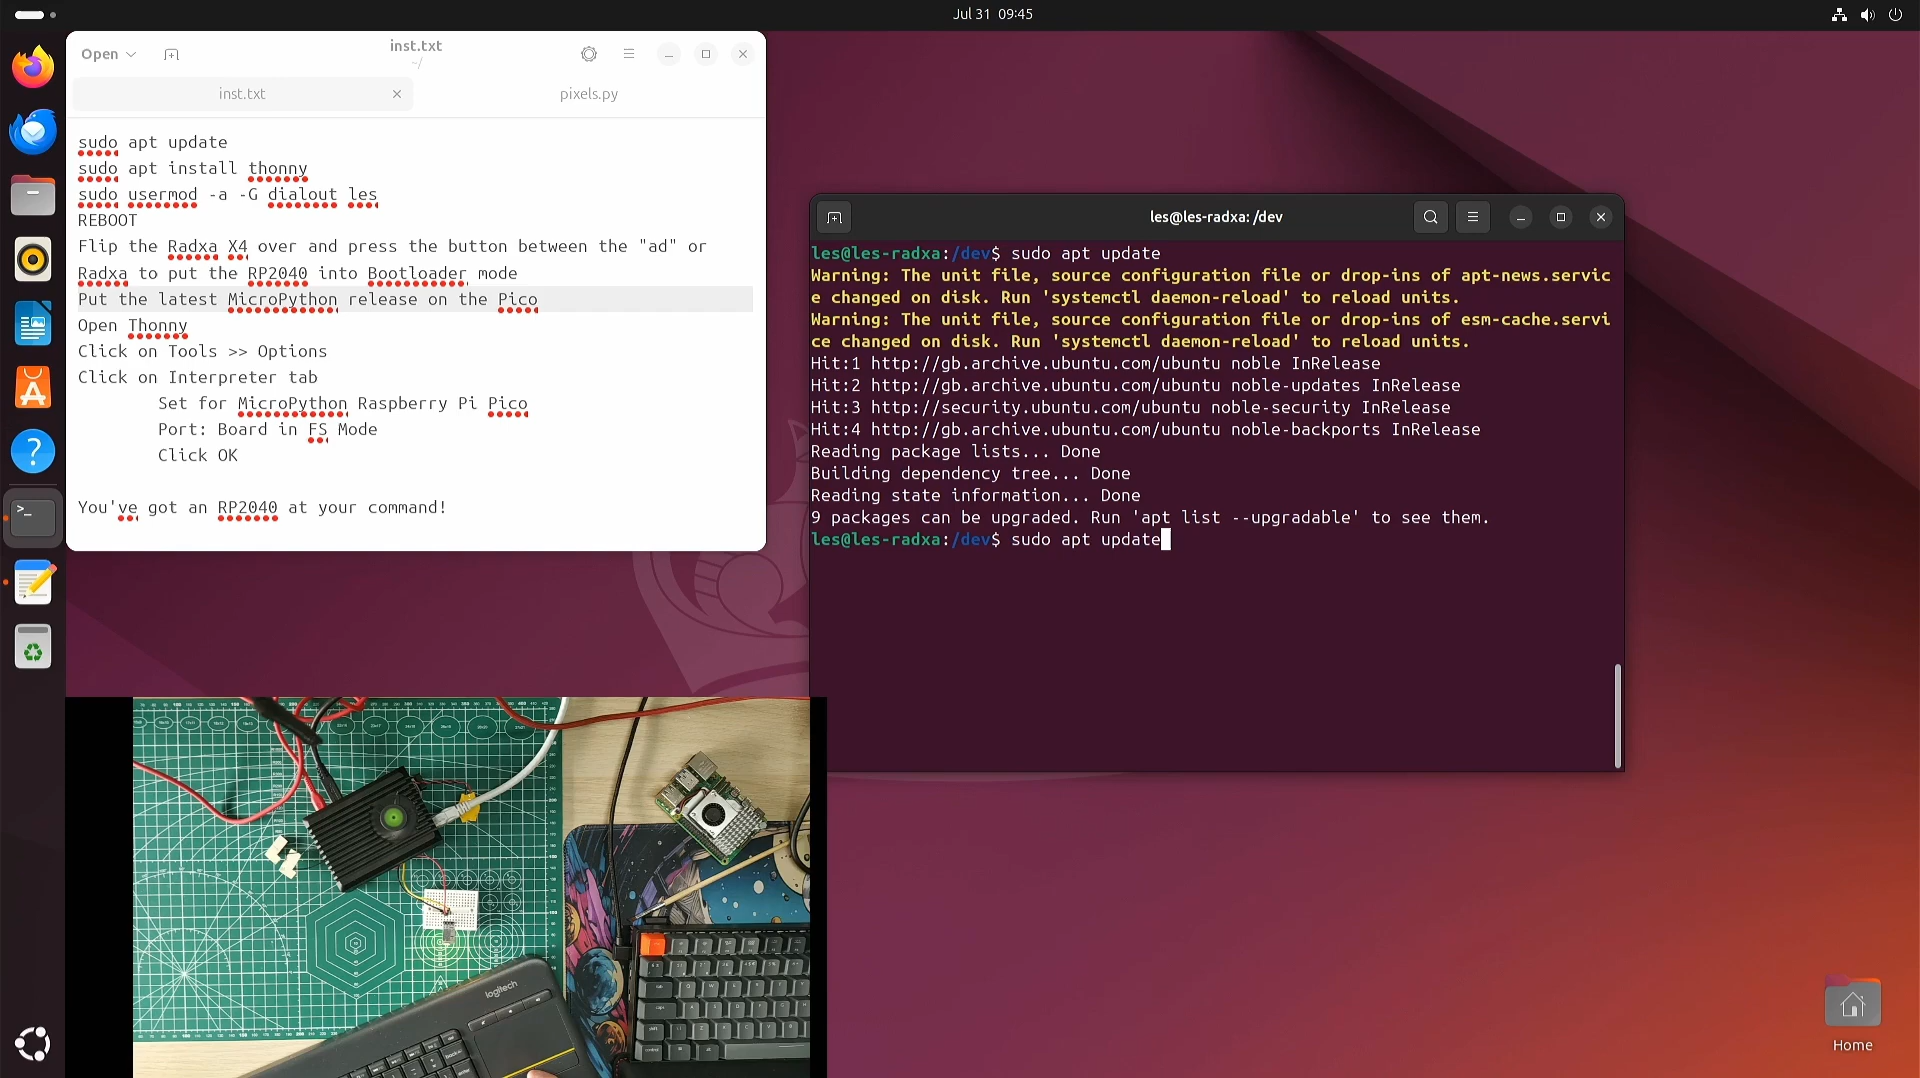 Jul 31 09:45
Open
inst.txt
~/
inst.txt
pixels.py
sudo apt update
sudo apt install thonny
sudo usermod -a -G dialout les
REBOOT
Flip the Radxa X4 over and press the button between the "ad" or
Radxa to put the RP2040 into Bootloader mode
Put the latest MicroPython release on the Pico
Open Thonny
Click on Tools >> Options
Click on Interpreter tab
Set for MicroPython Raspberry Pi Pico
Port: Board in FS Mode
Click OK
You've got an RP2040 at your command!
les@les-radxa: /dev
les@les-radxa:/dev$ sudo apt update
Warning: The unit file, source configuration file or drop-ins of apt-news.servic
e changed on disk. Run 'systemctl daemon-reload' to reload units.
Warning: The unit file, source configuration file or drop-ins of esm-cache.servi
ce changed on disk. Run 'systemctl daemon-reload' to reload units.
Hit:1 http://gb.archive.ubuntu.com/ubuntu noble InRelease
Hit:2 http://gb.archive.ubuntu.com/ubuntu noble-updates InRelease
Hit:3 http://security.ubuntu.com/ubuntu noble-security InRelease
Hit:4 http://gb.archive.ubuntu.com/ubuntu noble-backports InRelease
Reading package lists... Done
Building dependency tree... Done
Reading state information... Done
9 packages can be upgraded. Run 'apt list --upgradable' to see them.
les@les-radxa:/dev$ sudo apt update
logitech
Home